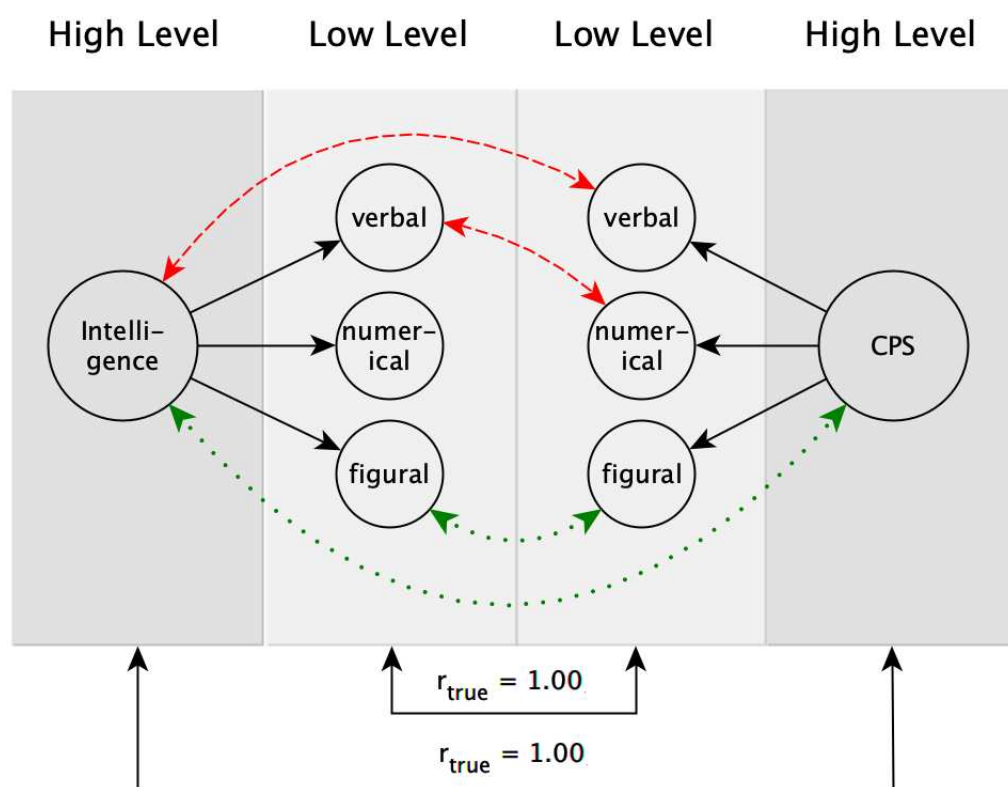 High Level
Low Level
Low Level
High Level
verbal
verbal
Intelli-
gence
numer-
ical
numer-
ical
CPS
figural
figural
r_true = 1.00
r_true = 1.00